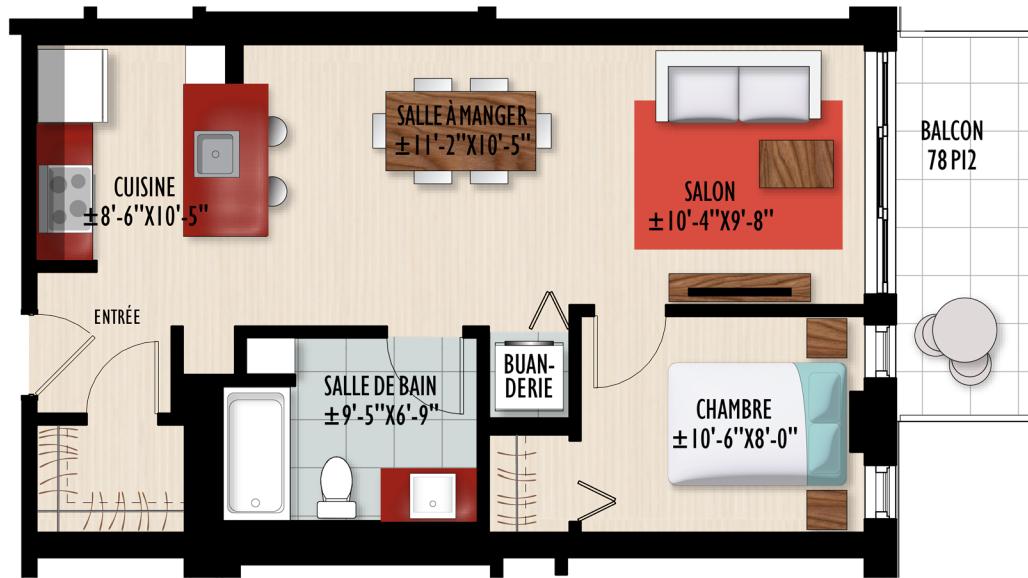 SALLE À MANGER
±11'-2"X10'-5"
BALCON
78 PI2
CUISINE
±8'-6"X10'-5"
SALON
±10'-4"X9'-8"
ENTRÉE
BUAN-
DERIE
SALLE DE BAIN
±9'-5"X6'-9"
CHAMBRE
±10'-6"X8'-0"